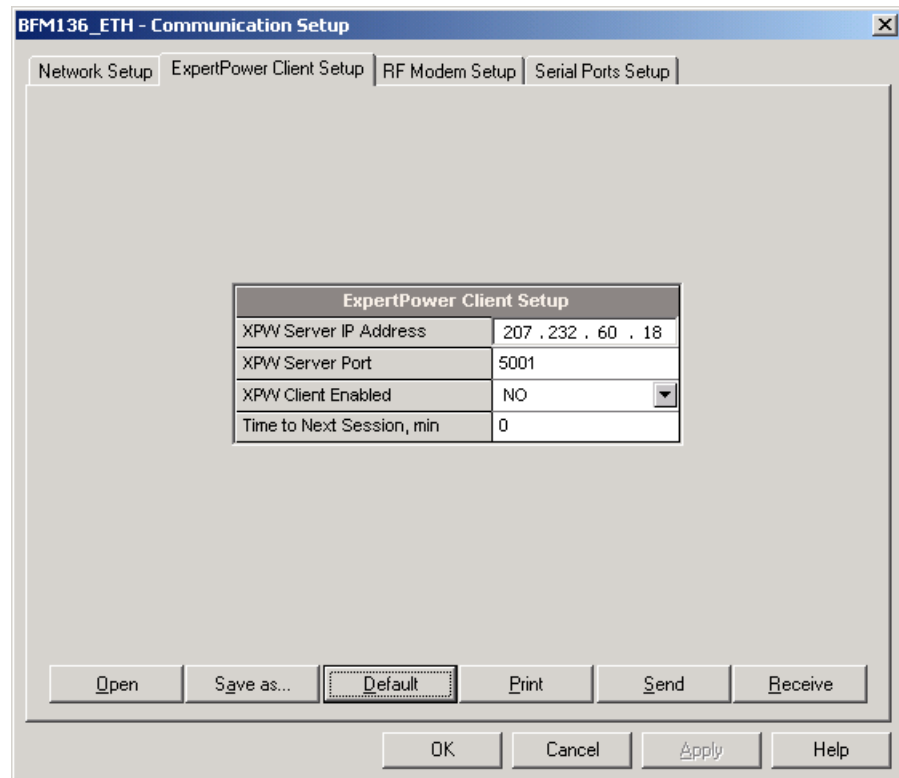 BFM136_ETH - Communication Setup
Network Setup ExpertPower Client Setup RF Modem Setup Serial Ports Setup
ExpertPower Client Setup
XPW Server IP Address 207 . 232 . 60 . 18
XPW Server Port 5001
XPW Client Enabled NO
Time to Next Session, min 0
Open Save as... Default Print Send Receive
OK Cancel Apply Help